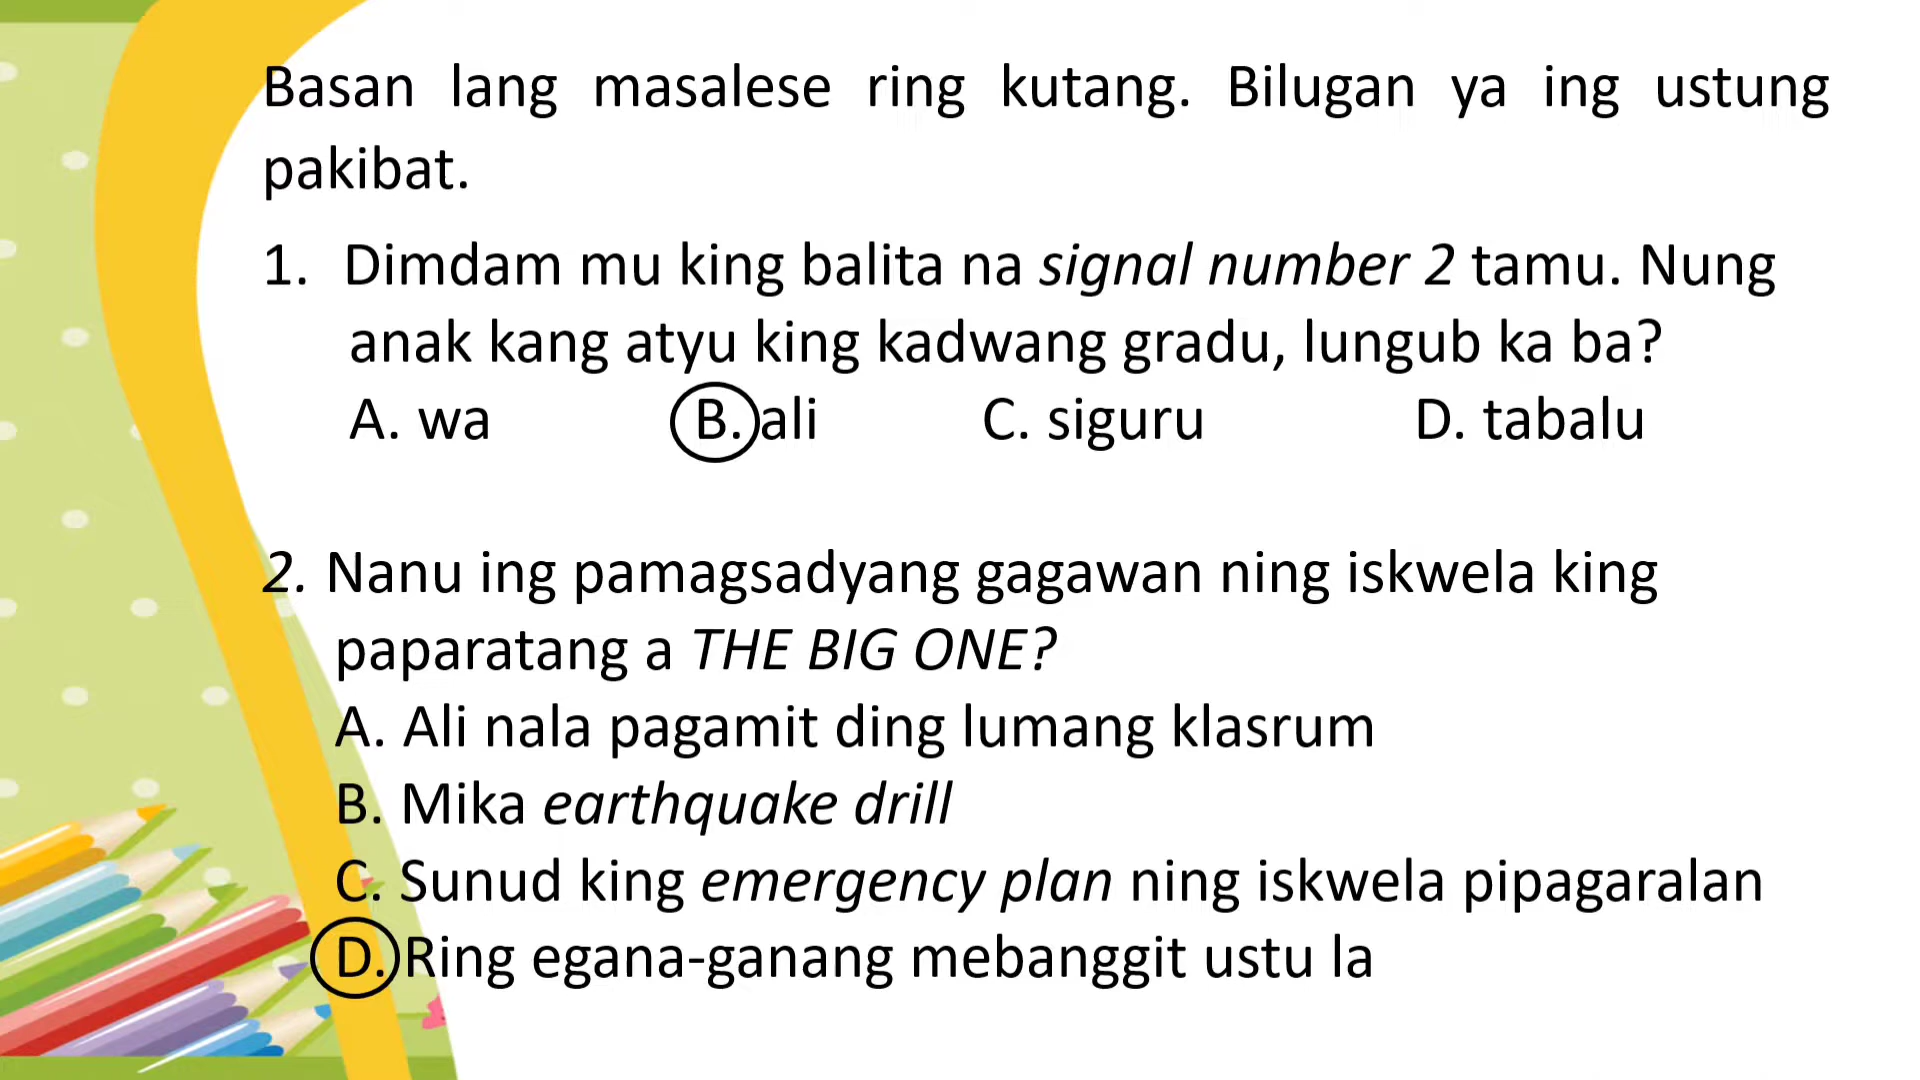 Basan lang masalese ring kutang. Bilugan ya ing ustung
pakibat.
1. Dimdam mu king balita na signal number 2 tamu. Nung
anak kang atyu king kadwang gradu, lungub ka ba?
A. wa B. ali C. siguru D. tabalu
2. Nanu ing pamagsadyang gagawan ning iskwela king
paparatang a THE BIG ONE?
A. Ali nala pagamit ding lumang klasrum
B. Mika earthquake drill
C. Sunud king emergency plan ning iskwela pipagaralan
D. Ring egana-ganang mebanggit ustu la